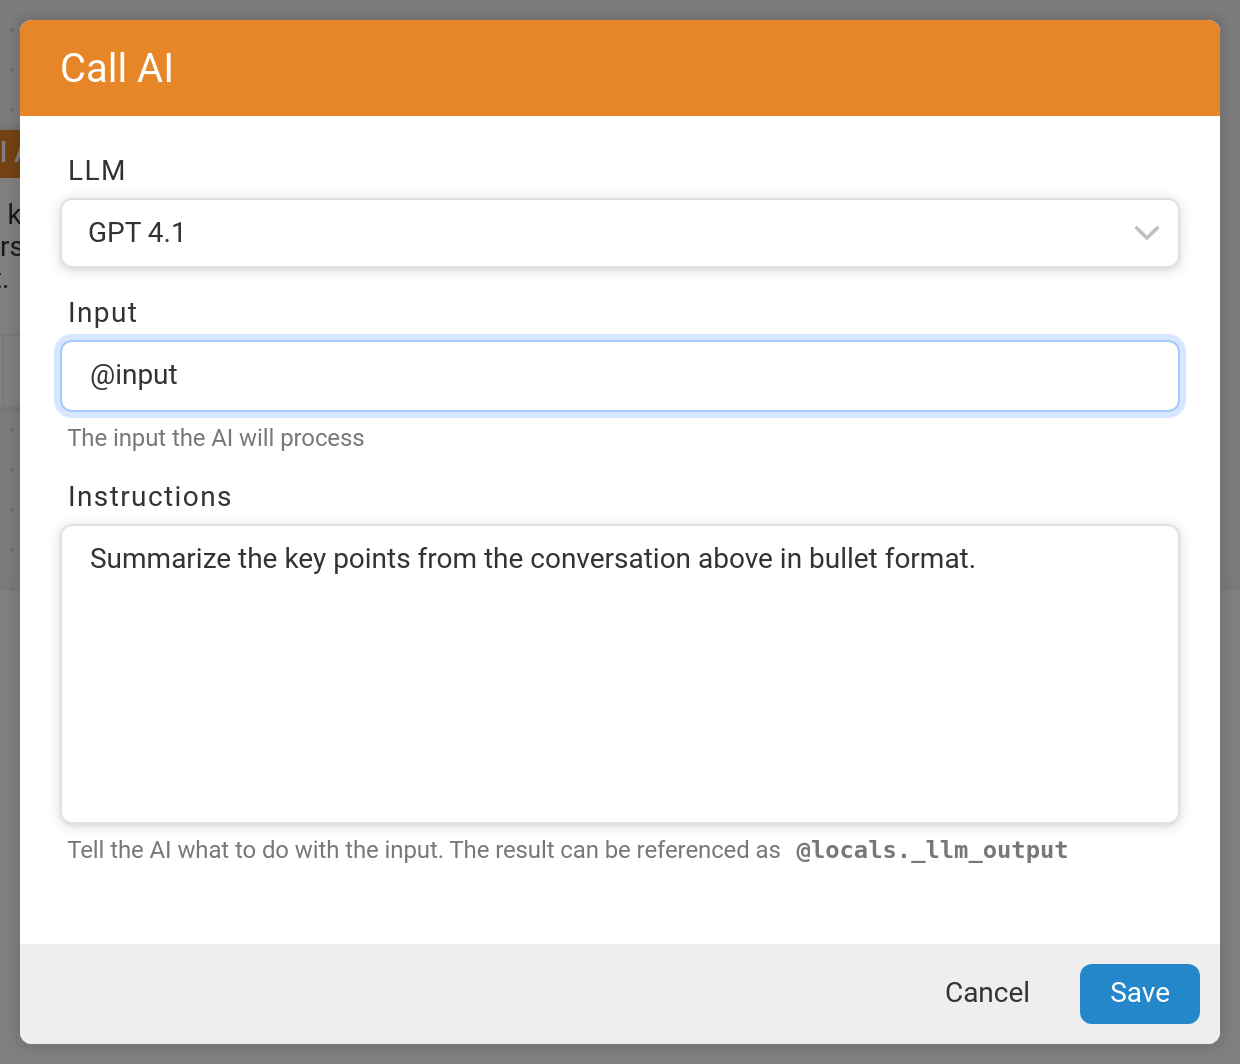 Call AI
LLM
GPT 4.1
Input
@input
The input the AI will process
Instructions
Summarize the key points from the conversation above in bullet format.
Tell the AI what to do with the input. The result can be referenced as @locals._llm_output
Cancel
Save